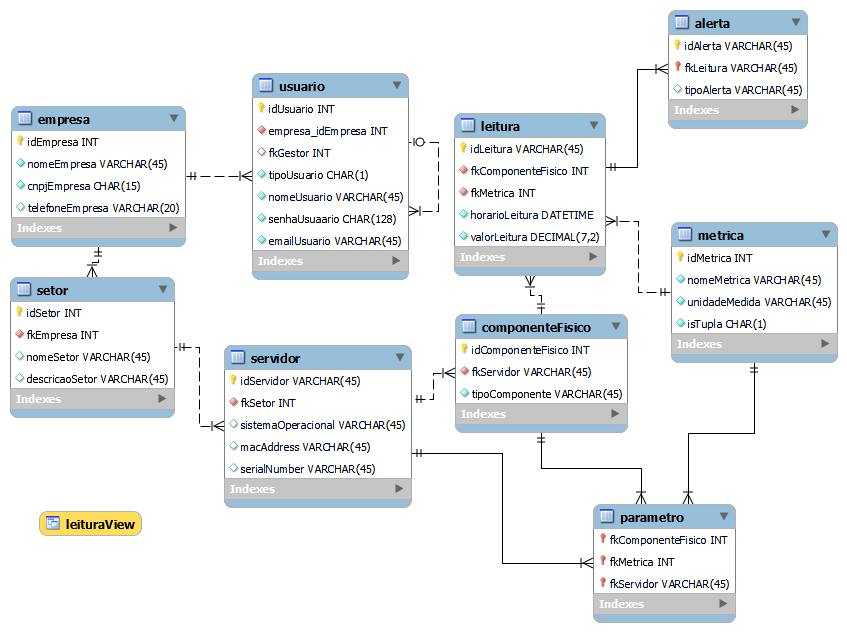 alerta
idAlerta VARCHAR(45)
fkLeitura VARCHAR(45)
tipoAlerta VARCHAR(45)
Indexes
usuario
idUsuario INT
empresa_idEmpresa INT
fkGestor INT
tipoUsuario CHAR(1)
nomeUsuario VARCHAR(45)
senhaUsuaario CHAR(128)
emailUsuario VARCHAR(45)
Indexes
empresa
idEmpresa INT
nomeEmpresa VARCHAR(45)
cnpjEmpresa CHAR(15)
telefoneEmpresa VARCHAR(20)
Indexes
leitura
idLeitura VARCHAR(45)
fkComponenteFisico INT
fkMetrica INT
horarioLeitura DATETIME
valorLeitura DECIMAL(7,2)
Indexes
metrica
idMetrica INT
nomeMetrica VARCHAR(45)
unidadeMedida VARCHAR(45)
isTupla CHAR(1)
Indexes
setor
idSetor INT
fkEmpresa INT
nomeSetor VARCHAR(45)
descricaoSetor VARCHAR(45)
Indexes
servidor
idServidor VARCHAR(45)
fkSetor INT
sistemaOperacional VARCHAR(45)
macAddress VARCHAR(45)
serialNumber VARCHAR(45)
Indexes
componenteFisico
idComponenteFisico INT
fkServidor VARCHAR(45)
tipoComponente VARCHAR(45)
Indexes
leituraView
parametro
fkComponenteFisico INT
fkMetrica INT
fkServidor VARCHAR(45)
Indexes